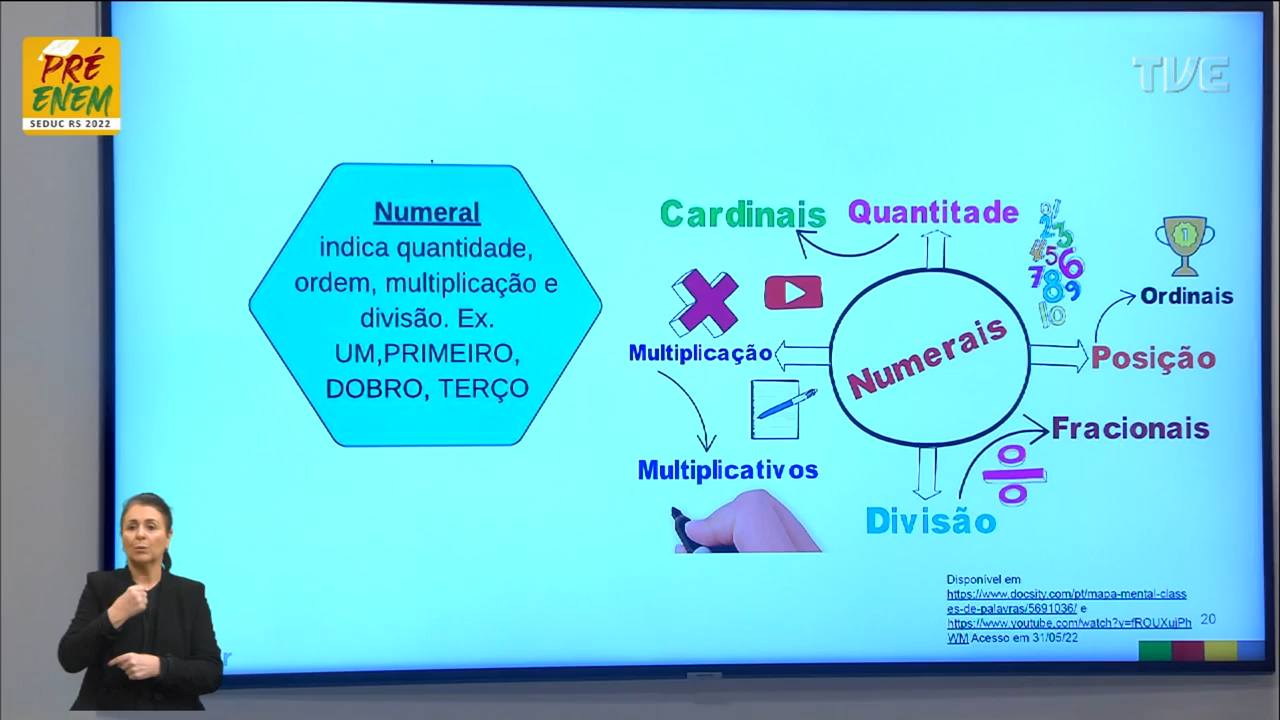 PRÉ
ENEM
SEDUC RS 2022
TVE
Numeral
indica quantidade,
ordem, multiplicação e
divisão. Ex.
UM,PRIMEIRO,
DOBRO, TERÇO
Cardinais
Quantitade
Ordinais
Multiplicação
Numerais
Posição
Fracionais
Multiplicativos
Divisão
Disponível em
https://www.docsity.com/pt/mapa-mental-class
es-de-palavras/5691036/ e
https://www.youtube.com/watch?v=fROUXuiPh
WM Acesso em 31/05/22
20